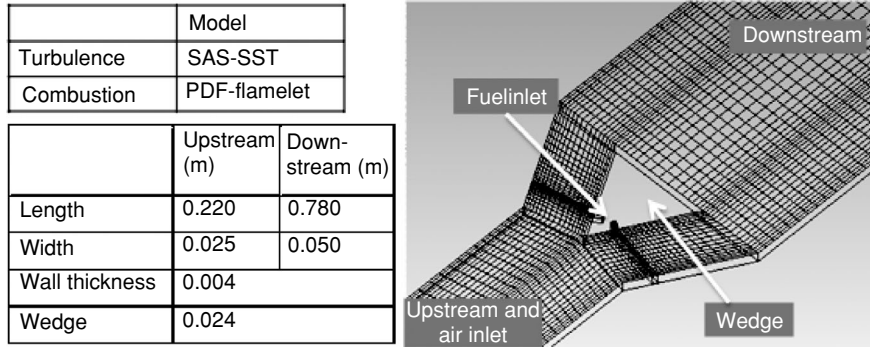 Model
Turbulence SAS-SST
Combustion PDF-flamelet
Upstream Down-
(m) stream (m)
Length 0.220 0.780
Width 0.025 0.050
Wall thickness 0.004
Wedge 0.024
Downstream
Fuelinlet
Upstream and
air inlet
Wedge